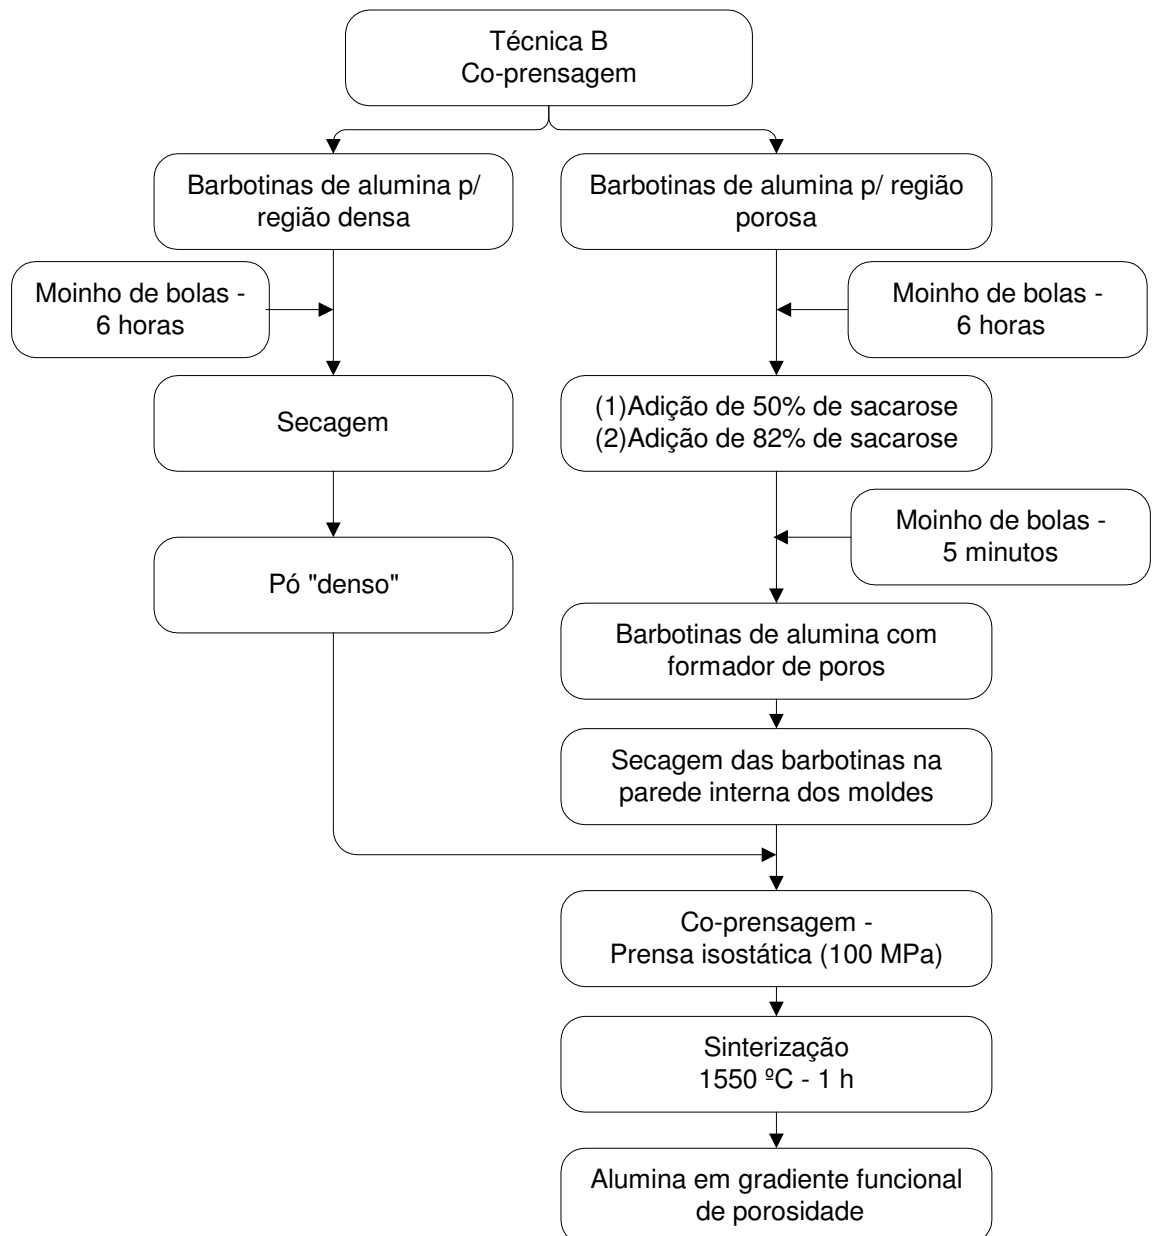 Técnica B
Co-prensagem
Barbotinas de alumina p/
região densa
Barbotinas de alumina p/ região
porosa
Moinho de bolas -
6 horas
Moinho de bolas -
6 horas
Secagem
(1)Adição de 50% de sacarose
(2)Adição de 82% de sacarose
Moinho de bolas -
5 minutos
Pó "denso"
Barbotinas de alumina com
formador de poros
Secagem das barbotinas na
parede interna dos moldes
Co-prensagem -
Prensa isostática (100 MPa)
Sinterização
1550 ºC - 1 h
Alumina em gradiente funcional
de porosidade